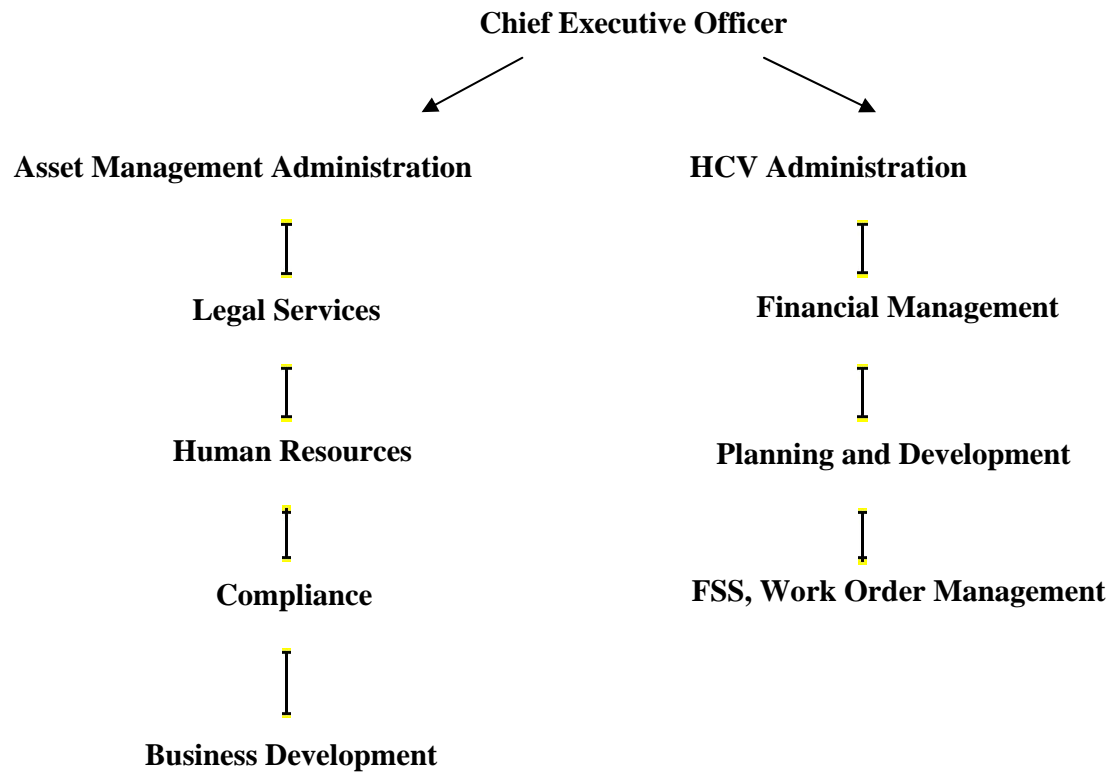 Chief Executive Officer
Asset Management Administration
HCV Administration
Legal Services
Financial Management
Human Resources
Planning and Development
Compliance
FSS, Work Order Management
Business Development